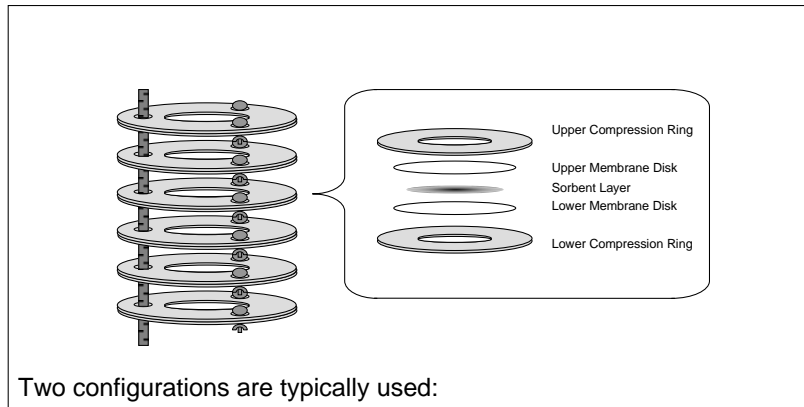 Upper Compression Ring
Upper Membrane Disk
Sorbent Layer
Lower Membrane Disk
Lower Compression Ring
Two configurations are typically used: